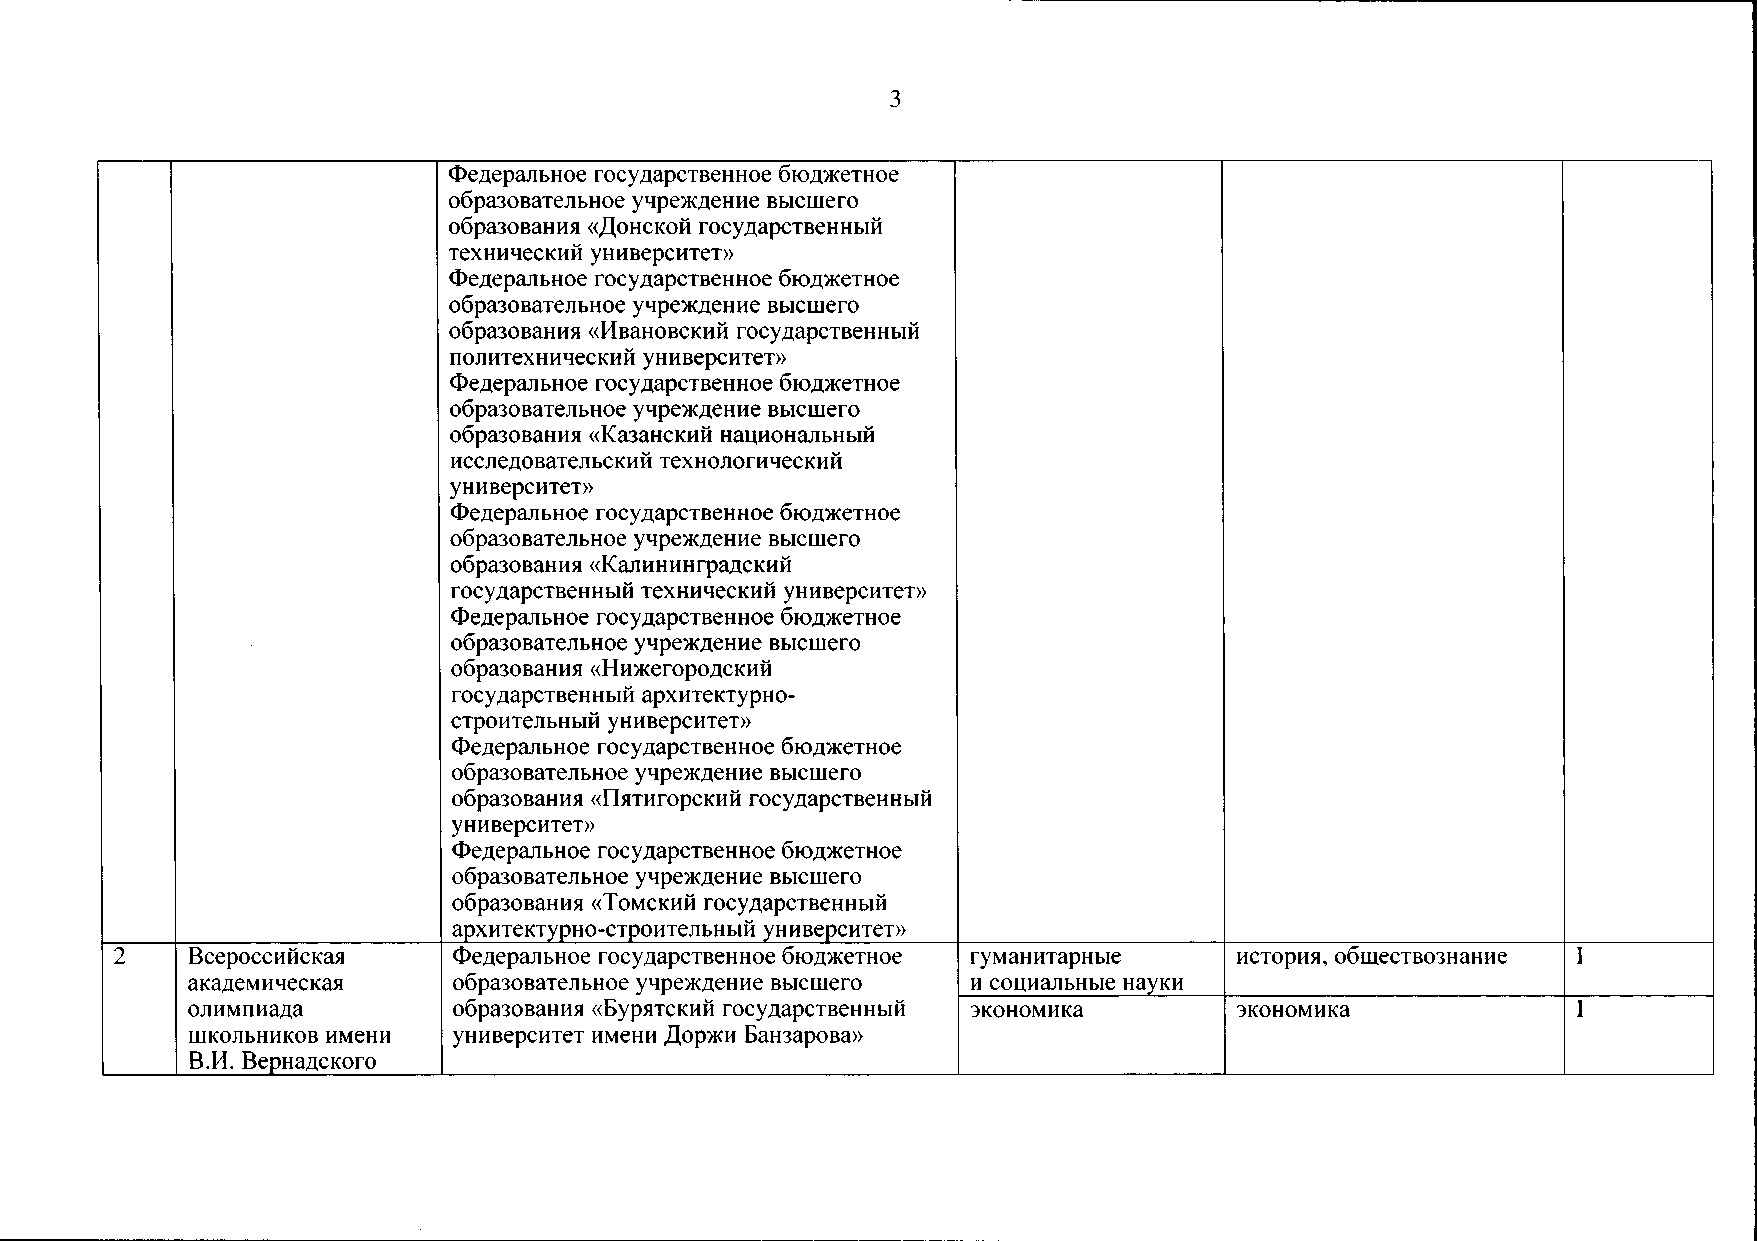 3
Федеральное государственное бюджетное
образовательное учреждение высшего
образования «Донской государственный
технический университет»
Федеральное государственное бюджетное
образовательное учреждение высшего
образования «Ивановский государственный
политехнический университет»
Федеральное государственное бюджетное
образовательное учреждение высшего
образования «Казанский национальный
исследовательский технологический
университет»
Федеральное государственное бюджетное
образовательное учреждение высшего
образования «Калининградский
государственный технический университет»
Федеральное государственное бюджетное
образовательное учреждение высшего
образования «Нижегородский
государственный архитектурно-
строительный университет»
Федеральное государственное бюджетное
образовательное учреждение высшего
образования «Пятигорский государственный
университет»
Федеральное государственное бюджетное
образовательное учреждение высшего
образования «Томский государственный
архитектурно-строительный университет»
2
Всероссийская
академическая
олимпиада
школьников имени
В.И. Вернадского
Федеральное государственное бюджетное
образовательное учреждение высшего
образования «Бурятский государственный
университет имени Доржи Банзарова»
гуманитарные
и социальные науки
история, обществознание
I
экономика
экономика
I